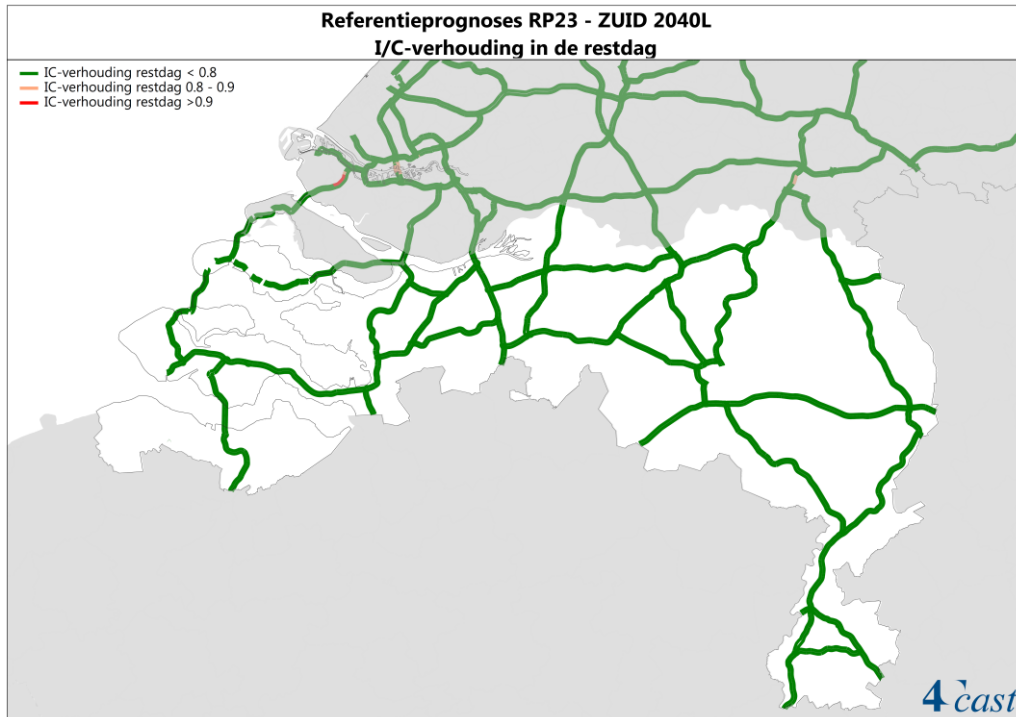 Referentieprognoses RP23 - ZUID 2040L
I/C-verhouding in de restdag
IC-verhouding restdag < 0.8
IC-verhouding restdag 0.8 - 0.9
IC-verhouding restdag >0.9
4cast